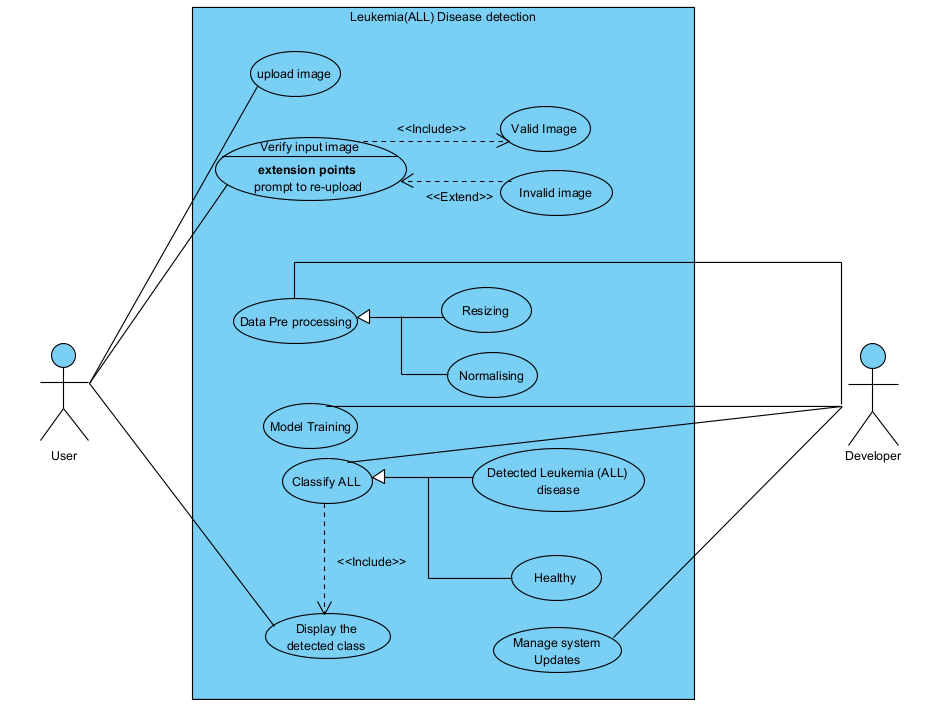 Leukemia(ALL) Disease detection
upload image
<<Include>>
Valid Image
Verify input image
extension points
prompt to re-upload
Invalid image
<<Extend>>
Resizing
Data Pre processing
Normalising
Model Training
User
Developer
Classify ALL
Detected Leukemia (ALL)
disease
<<Include>>
Healthy
Display the
detected class
Manage system
Updates